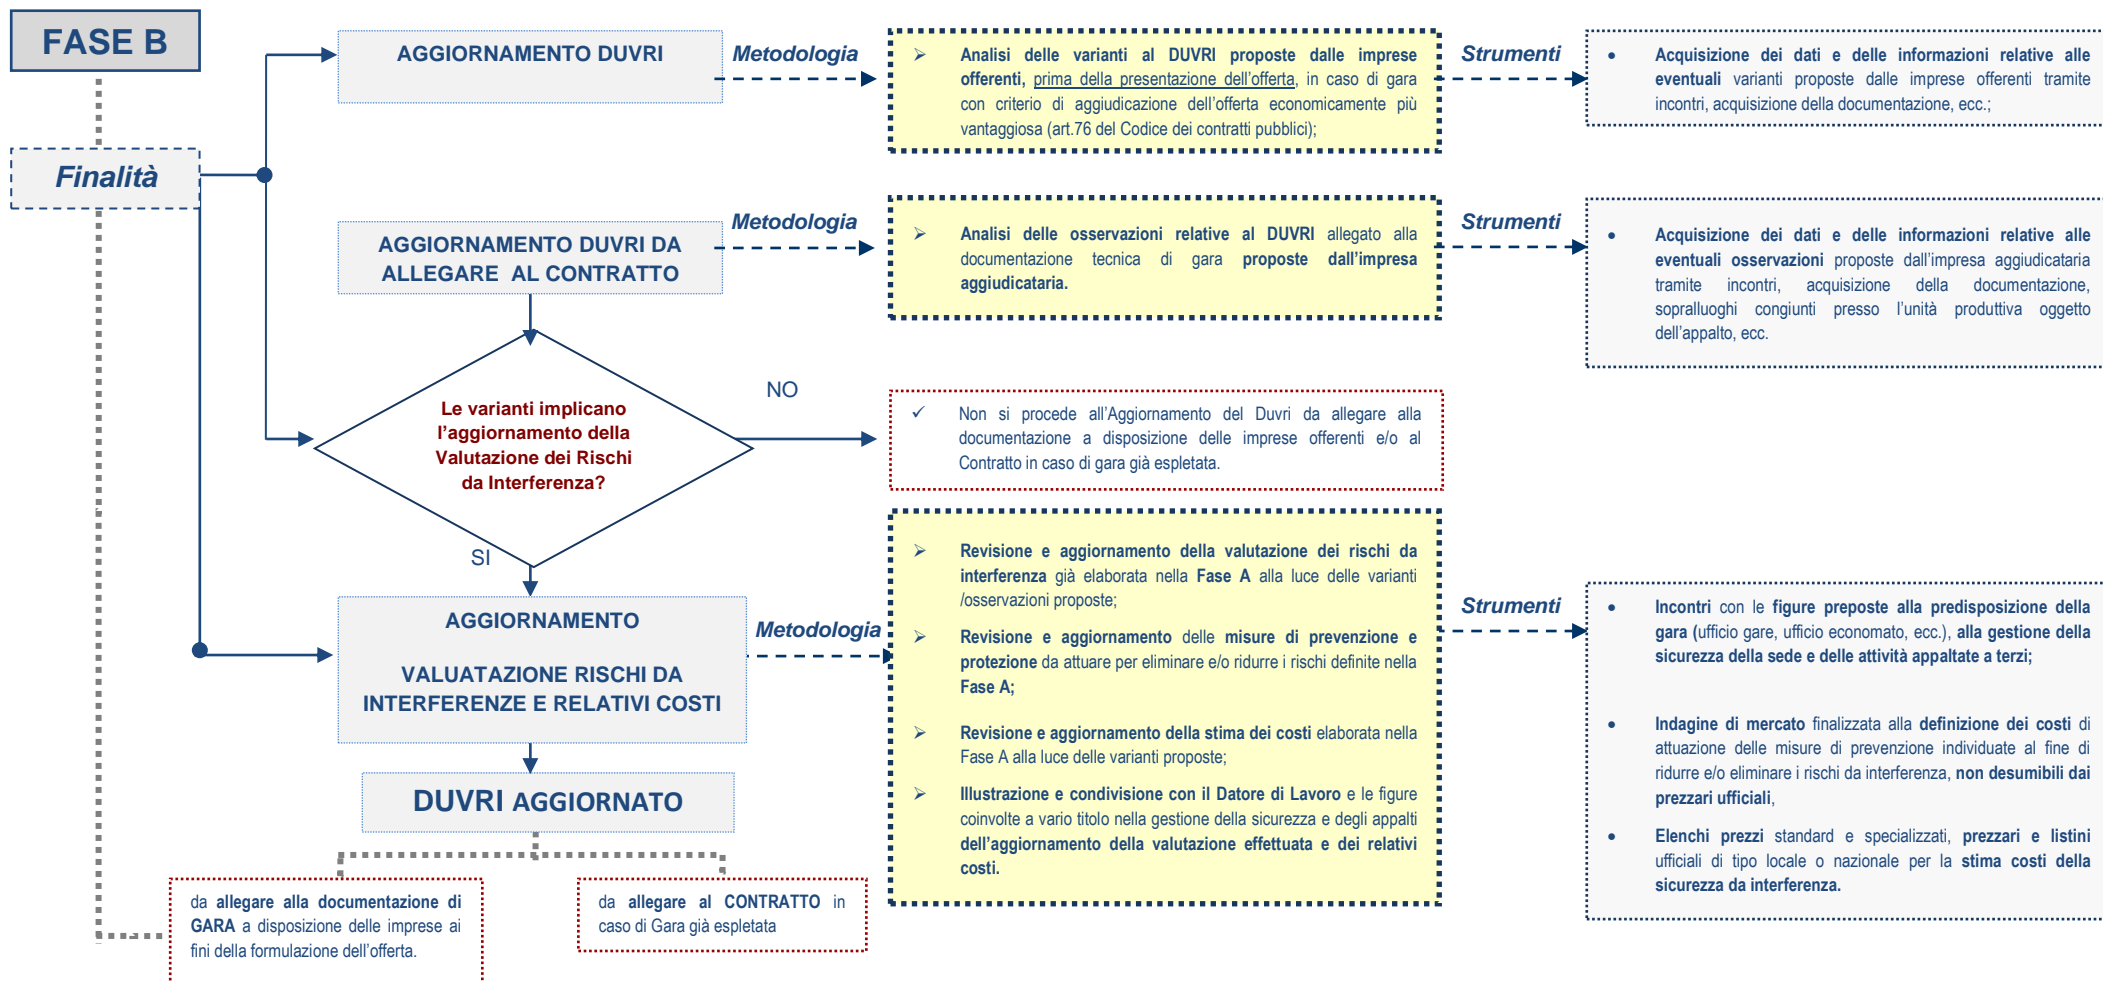 FASE B
Finalità
AGGIORNAMENTO DUVRI
Metodologia
➢ Analisi delle varianti al DUVRI proposte dalle imprese
offerenti, prima della presentazione dell'offerta, in caso di gara
con criterio di aggiudicazione dell'offerta economicamente più
vantaggiosa (art.76 del Codice dei contratti pubblici);
Strumenti
• Acquisizione dei dati e delle informazioni relative alle
eventuali varianti proposte dalle imprese offerenti tramite
incontri, acquisizione della documentazione, ecc.;
AGGIORNAMENTO DUVRI DA
ALLEGARE AL CONTRATTO
Metodologia
➢ Analisi delle osservazioni relative al DUVRI allegato alla
documentazione tecnica di gara proposte dall'impresa
aggiudicataria.
Strumenti
• Acquisizione dei dati e delle informazioni relative alle
eventuali osservazioni proposte dall'impresa aggiudicataria
tramite incontri, acquisizione della documentazione,
sopralluoghi congiunti presso l'unità produttiva oggetto
dell'appalto, ecc.
Le varianti implicano
l'aggiornamento della
Valutazione dei Rischi
da Interferenza?
NO
✓ Non si procede all'Aggiornamento del Duvri da allegare alla
documentazione a disposizione delle imprese offerenti e/o al
Contratto in caso di gara già espletata.
SI
AGGIORNAMENTO
VALUATAZIONE RISCHI DA
INTERFERENZE E RELATIVI COSTI
Metodologia
➢ Revisione e aggiornamento della valutazione dei rischi da
interferenza già elaborata nella Fase A alla luce delle varianti
/osservazioni proposte;
➢ Revisione e aggiornamento delle misure di prevenzione e
protezione da attuare per eliminare e/o ridurre i rischi definite nella
Fase A;
➢ Revisione e aggiornamento della stima dei costi elaborata nella
Fase A alla luce delle varianti proposte;
➢ Illustrazione e condivisione con il Datore di Lavoro e le figure
coinvolte a vario titolo nella gestione della sicurezza e degli appalti
dell'aggiornamento della valutazione effettuata e dei relativi
costi.
Strumenti
• Incontri con le figure preposte alla predisposizione della
gara (ufficio gare, ufficio economato, ecc.), alla gestione della
sicurezza della sede e delle attività appaltate a terzi;
• Indagine di mercato finalizzata alla definizione dei costi di
attuazione delle misure di prevenzione individuate al fine di
ridurre e/o eliminare i rischi da interferenza, non desumibili dai
prezzari ufficiali,
• Elenchi prezzi standard e specializzati, prezzari e listini
ufficiali di tipo locale o nazionale per la stima costi della
sicurezza da interferenza.
DUVRI AGGIORNATO
da allegare alla documentazione di
GARA a disposizione delle imprese ai
fini della formulazione dell'offerta.
da allegare al CONTRATTO in
caso di Gara già espletata